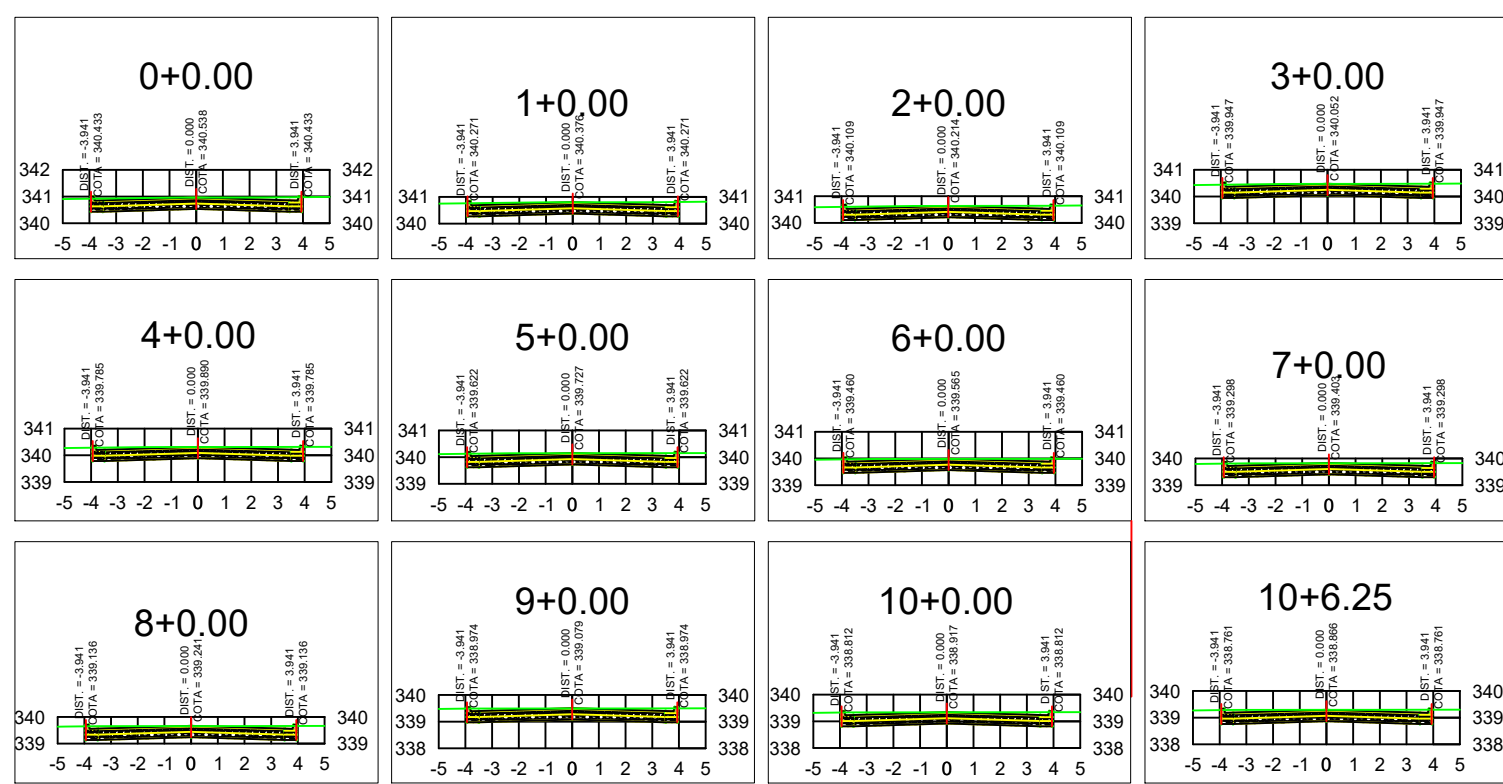 0+0.00
DIST. = -3.941
COTA = 340.433
DIST. = 0.000
COTA = 340.538
DIST. = 3.941
COTA = 340.433
342 342
341 341
340 340
-5 -4 -3 -2 -1 0 1 2 3 4 5
1+0.00
DIST. = -3.941
COTA = 340.271
DIST. = 0.000
COTA = 340.376
DIST. = 3.941
COTA = 340.271
341 341
340 340
-5 -4 -3 -2 -1 0 1 2 3 4 5
2+0.00
DIST. = -3.941
COTA = 340.109
DIST. = 0.000
COTA = 340.214
DIST. = 3.941
COTA = 340.109
341 341
340 340
-5 -4 -3 -2 -1 0 1 2 3 4 5
3+0.00
DIST. = -3.941
COTA = 339.947
DIST. = 0.000
COTA = 340.052
DIST. = 3.941
COTA = 339.947
341 341
340 340
339 339
-5 -4 -3 -2 -1 0 1 2 3 4 5
4+0.00
DIST. = -3.941
COTA = 339.785
DIST. = 0.000
COTA = 339.890
DIST. = 3.941
COTA = 339.785
341 341
340 340
339 339
-5 -4 -3 -2 -1 0 1 2 3 4 5
5+0.00
DIST. = -3.941
COTA = 339.622
DIST. = 0.000
COTA = 339.727
DIST. = 3.941
COTA = 339.622
341 341
340 340
339 339
-5 -4 -3 -2 -1 0 1 2 3 4 5
6+0.00
DIST. = -3.941
COTA = 339.460
DIST. = 0.000
COTA = 339.565
DIST. = 3.941
COTA = 339.460
341 341
340 340
339 339
-5 -4 -3 -2 -1 0 1 2 3 4 5
7+0.00
DIST. = -3.941
COTA = 339.298
DIST. = 0.000
COTA = 339.403
DIST. = 3.941
COTA = 339.298
340 340
339 339
-5 -4 -3 -2 -1 0 1 2 3 4 5
8+0.00
DIST. = -3.941
COTA = 339.136
DIST. = 0.000
COTA = 339.241
DIST. = 3.941
COTA = 339.136
340 340
339 339
-5 -4 -3 -2 -1 0 1 2 3 4 5
9+0.00
DIST. = -3.941
COTA = 338.974
DIST. = 0.000
COTA = 339.079
DIST. = 3.941
COTA = 338.974
340 340
339 339
338 338
-5 -4 -3 -2 -1 0 1 2 3 4 5
10+0.00
DIST. = -3.941
COTA = 338.812
DIST. = 0.000
COTA = 338.917
DIST. = 3.941
COTA = 338.812
340 340
339 339
338 338
-5 -4 -3 -2 -1 0 1 2 3 4 5
10+6.25
DIST. = -3.941
COTA = 338.761
DIST. = 0.000
COTA = 338.866
DIST. = 3.941
COTA = 338.761
340 340
339 339
338 338
-5 -4 -3 -2 -1 0 1 2 3 4 5